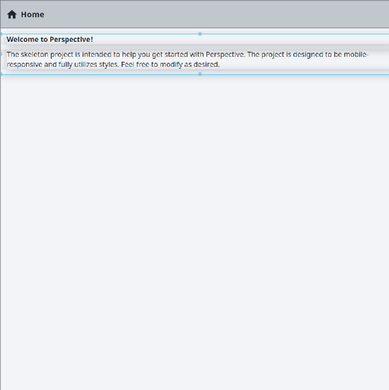 Home
Welcome to Perspective!
The skeleton project is intended to help you get started with Perspective. The project is designed to be mobile-
responsive and fully utilizes styles. Feel free to modify as desired.